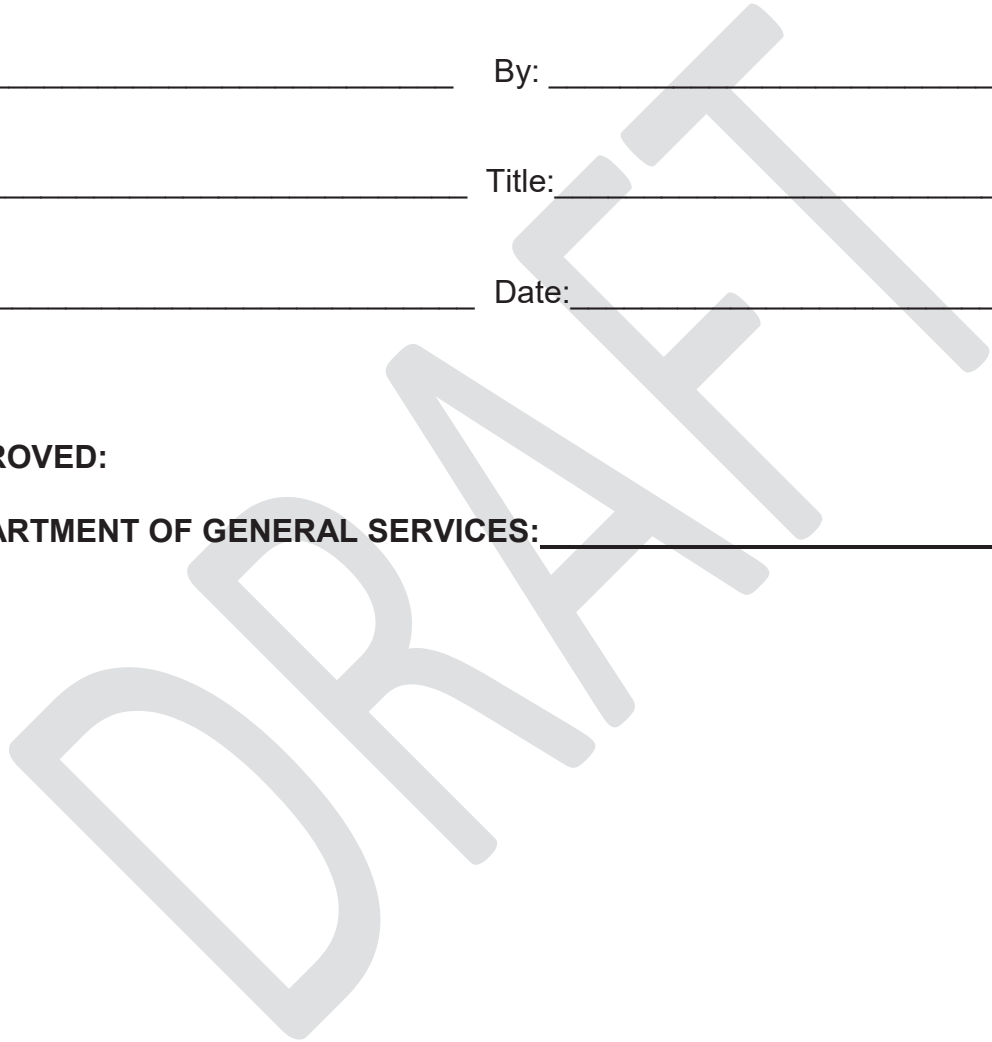 By:
Title:
Date:
ROVED:
ARTMENT OF GENERAL SERVICES:
DRAFT